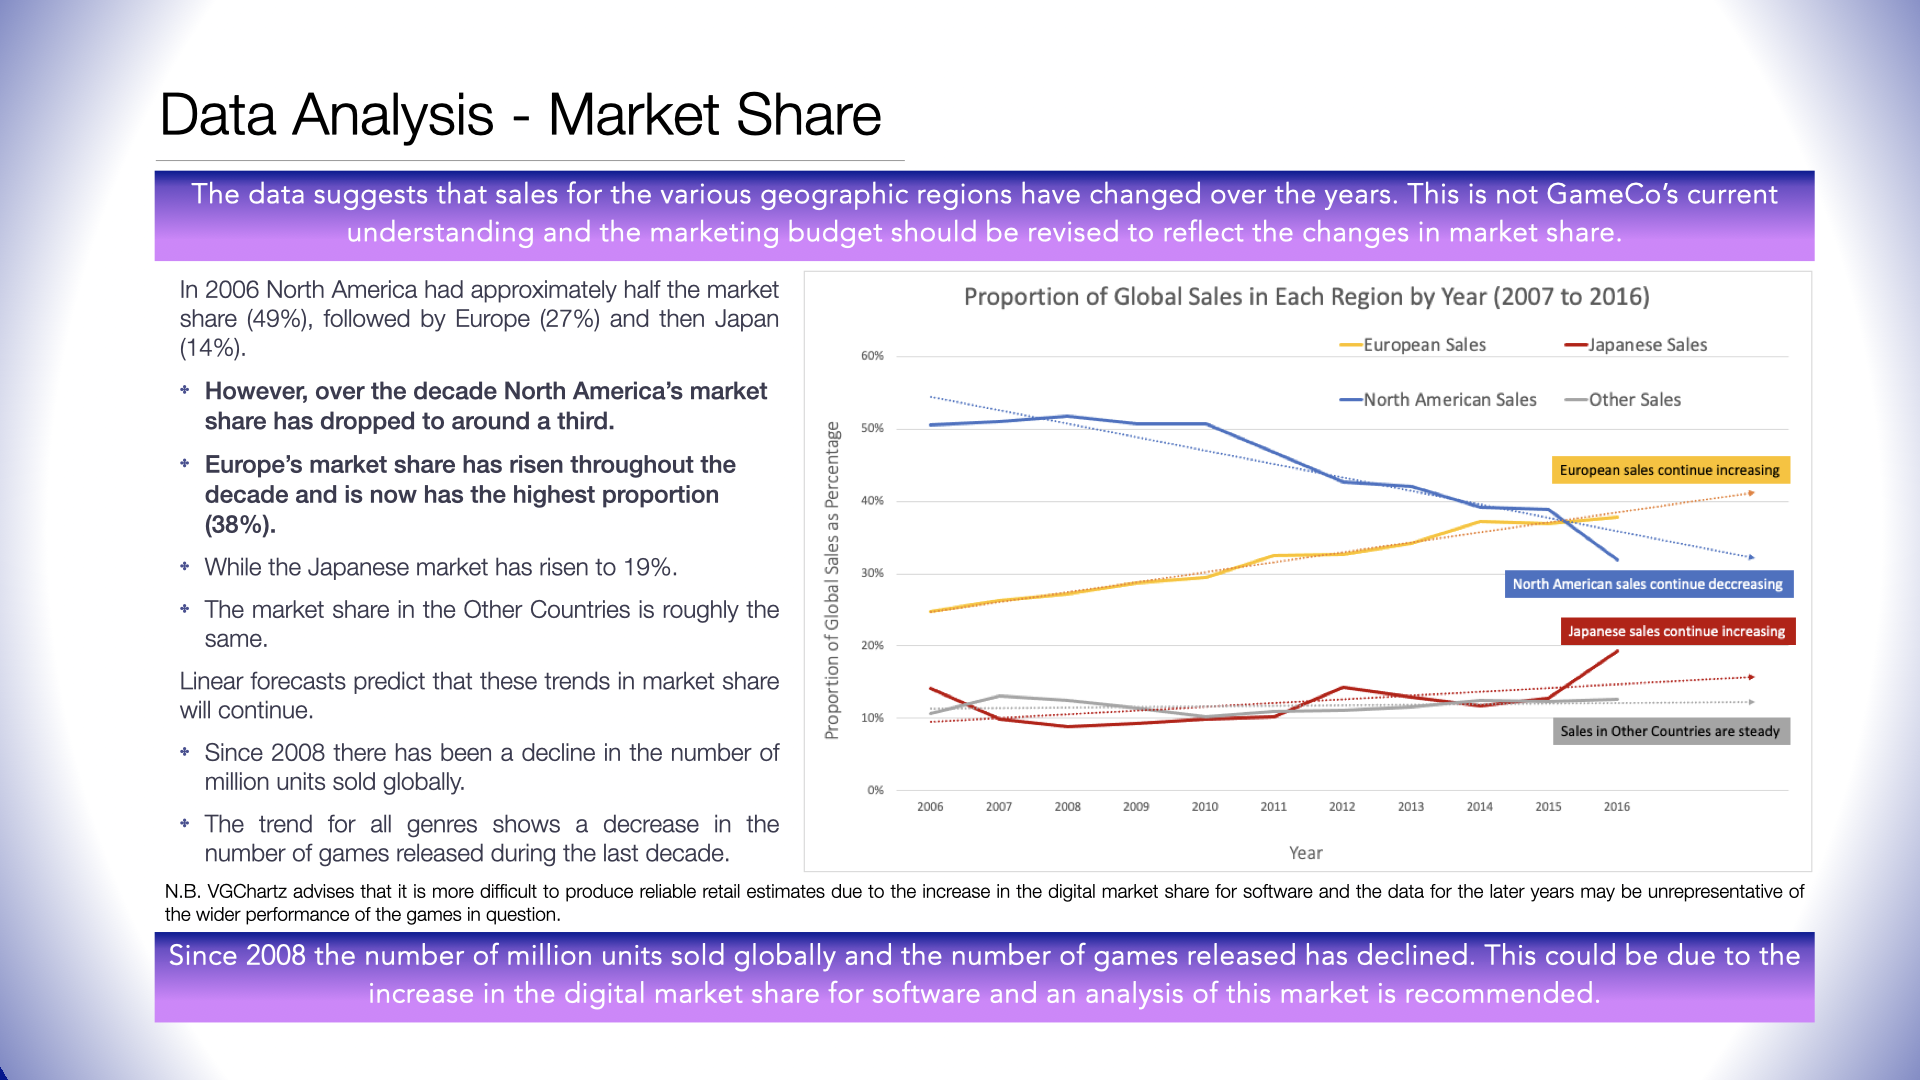 Data Analysis - Market Share
The data suggests that sales for the various geographic regions have changed over the years. This is not GameCo’s current
understanding and the marketing budget should be revised to reflect the changes in market share.
In 2006 North America had approximately half the market
share (49%), followed by Europe (27%) and then Japan
(14%).
However, over the decade North America’s market
share has dropped to around a third.
Europe’s market share has risen throughout the
decade and is now has the highest proportion
(38%).
While the Japanese market has risen to 19%.
The market share in the Other Countries is roughly the
same.
Linear forecasts predict that these trends in market share
will continue.
Since 2008 there has been a decline in the number of
million units sold globally.
The trend for all genres shows a decrease in the
number of games released during the last decade.
Proportion of Global Sales in Each Region by Year (2007 to 2016)
European Sales
Japanese Sales
North American Sales
Other Sales
Proportion of Global Sales as Percentage
60%
50%
40%
30%
20%
10%
0%
European sales continue increasing
North American sales continue deccreasing
Japanese sales continue increasing
Sales in Other Countries are steady
2006 2007 2008 2009 2010 2011 2012 2013 2014 2015 2016
Year
N.B. VGChartz advises that it is more difficult to produce reliable retail estimates due to the increase in the digital market share for software and the data for the later years may be unrepresentative of
the wider performance of the games in question.
Since 2008 the number of million units sold globally and the number of games released has declined. This could be due to the
increase in the digital market share for software and an analysis of this market is recommended.